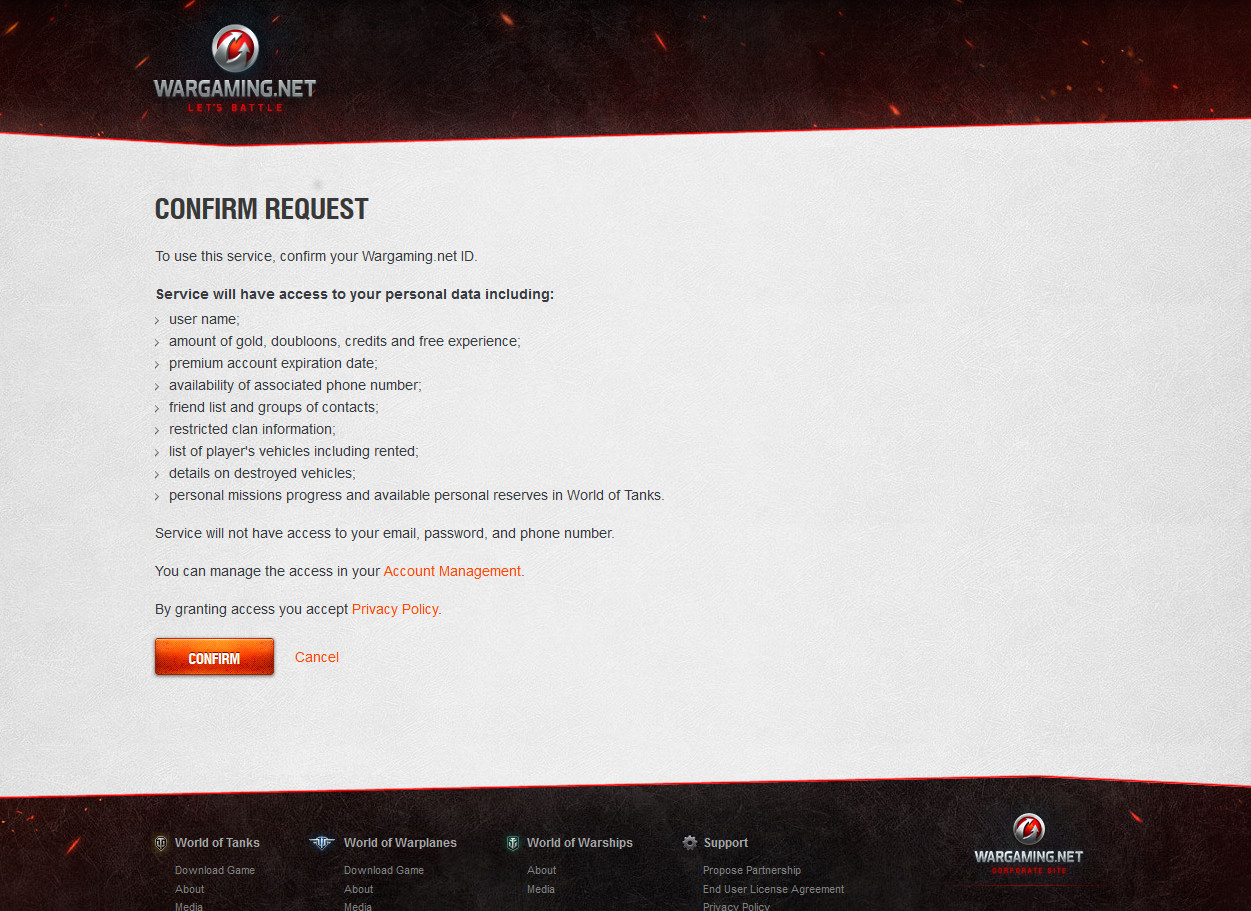 WARGAMING.NET
LET'S BATTLE
CONFIRM REQUEST
To use this service, confirm your Wargaming.net ID.
Service will have access to your personal data including:
user name;
amount of gold, doubloons, credits and free experience;
premium account expiration date;
availability of associated phone number;
friend list and groups of contacts;
restricted clan information;
list of player's vehicles including rented;
details on destroyed vehicles;
personal missions progress and available personal reserves in World of Tanks.
Service will not have access to your email, password, and phone number.
You can manage the access in your Account Management.
By granting access you accept Privacy Policy.
CONFIRM Cancel
World of Tanks
Download Game
About
Media
World of Warplanes
Download Game
About
Media
World of Warships
About
Media
Support
Propose Partnership
End User License Agreement
Privacy Policy
WARGAMING.NET
CORPORATE SITE